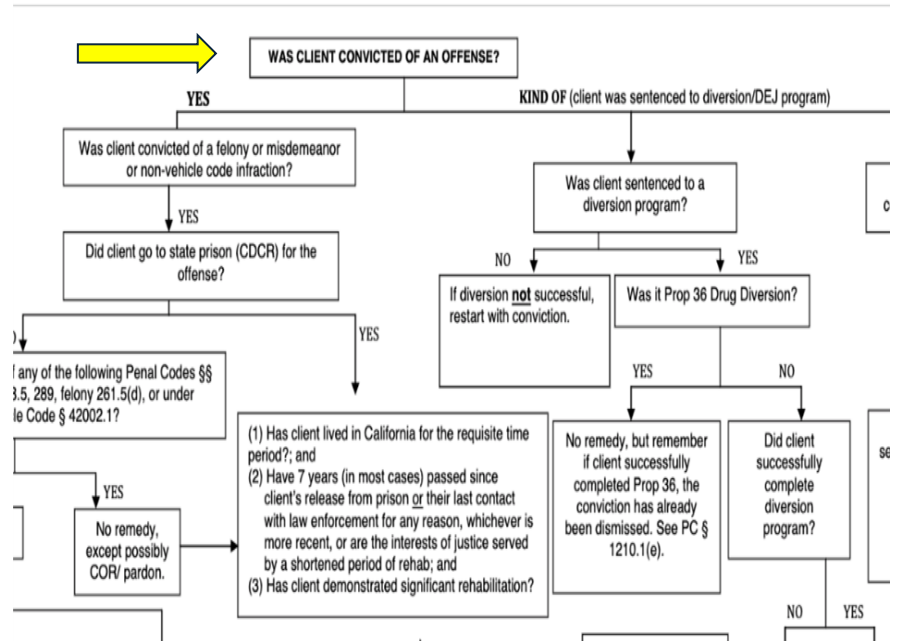 WAS CLIENT CONVICTED OF AN OFFENSE?
YES
KIND OF (client was sentenced to diversion/DEJ program)
Was client convicted of a felony or misdemeanor
or non-vehicle code infraction?
Was client sentenced to a
diversion program?
c
YES
Did client go to state prison (CDCR) for the
offense?
NO
YES
If diversion not successful,
restart with conviction.
Was it Prop 36 Drug Diversion?
)
YES
any of the following Penal Codes §§
3.5, 289, felony 261.5(d), or under
le Code § 42002.1?
YES
NO
(1) Has client lived in California for the requisite time
period?; and
(2) Have 7 years (in most cases) passed since
client's release from prison or their last contact
with law enforcement for any reason, whichever is
more recent, or are the interests of justice served
by a shortened period of rehab; and
(3) Has client demonstrated significant rehabilitation?
No remedy, but remember
if client successfully
completed Prop 36, the
conviction has already
been dismissed. See PC §
1210.1(e).
Did client
successfully
complete
diversion
program?
se
YES
No remedy,
except possibly
COR/ pardon.
NO
YES